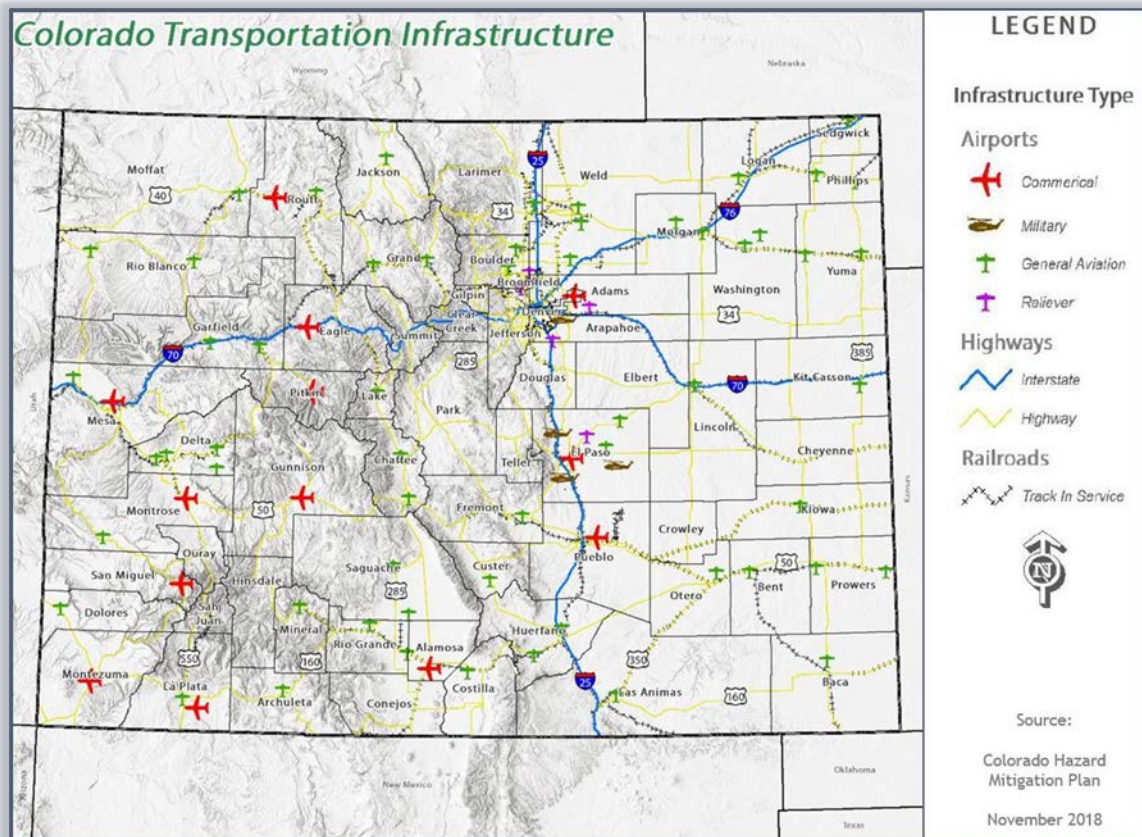 Colorado Transportation Infrastructure
Wyoming
Nebraska
Moffat
40
Routt
Jackson
Larimer
34
25
Weld
Logan
Sedgwick
Phillips
76
Morgan
Rio Blanco
Grand
Boulder
Broomfield
Gilpin
Adams
Washington
34
Yuma
Garfield
70
Eagle
Summit
Clear
Creek
Denver
Jefferson
285
Arapahoe
Utah
Mesa
Pitkin
Lake
Park
Douglas
Elbert
70
385
Kit Carson
Delta
Gunnison
Chaffee
Teller
El Paso
Lincoln
Cheyenne
Kansas
Montrose
50
Fremont
Pueblo
Crowley
Kiowa
Ouray
San Miguel
Hinsdale
Saguache
285
Custer
Otero
50
Bent
Prowers
Dolores
San
Juan
Mineral
Rio Grande
Alamosa
Huerfano
550
160
350
Montezuma
La Plata
Archuleta
Conejos
Costilla
25
Las Animas
160
Baca
Arizona
New Mexico
Oklahoma
Texas
LEGEND
Infrastructure Type
Airports
Commerical
Military
General Aviation
Reliever
Highways
Interstate
Highway
Railroads
Track In Service
N
Source:
Colorado Hazard
Mitigation Plan
November 2018